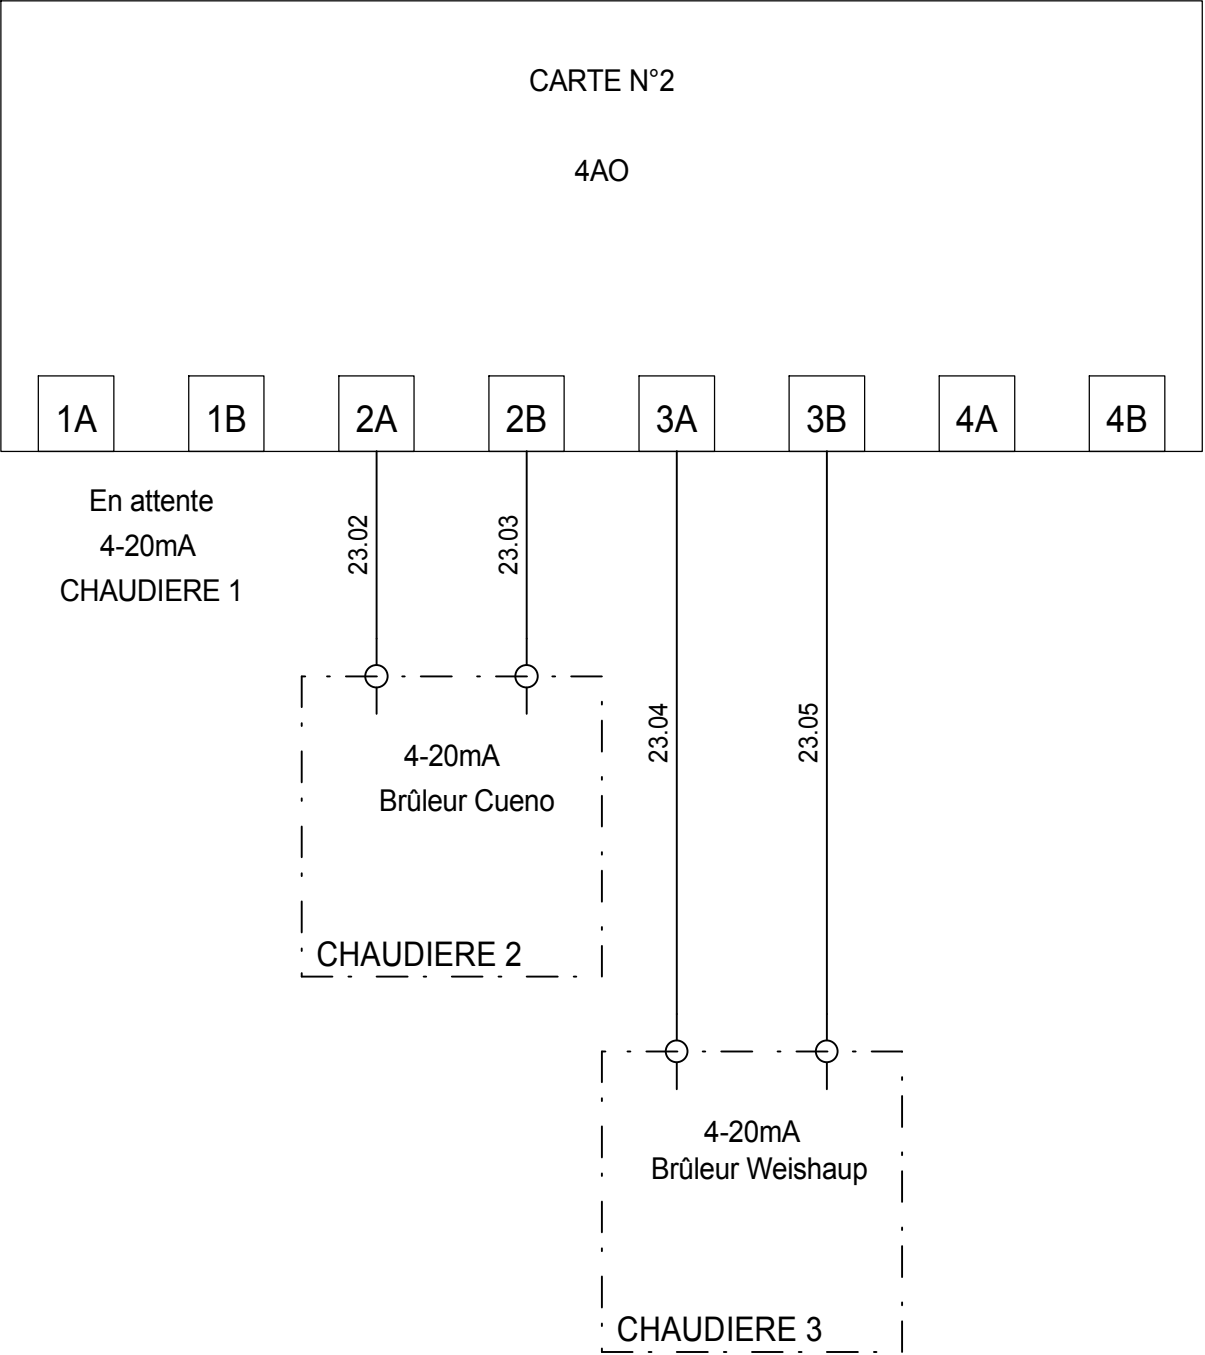 CARTE N°2
4AO
1A
1B
2A
2B
3A
3B
4A
4B
En attente
4-20mA
CHAUDIERE 1
23.02
23.03
23.04
23.05
4-20mA
Brûleur Cueno
CHAUDIERE 2
4-20mA
Brûleur Weishaup
CHAUDIERE 3